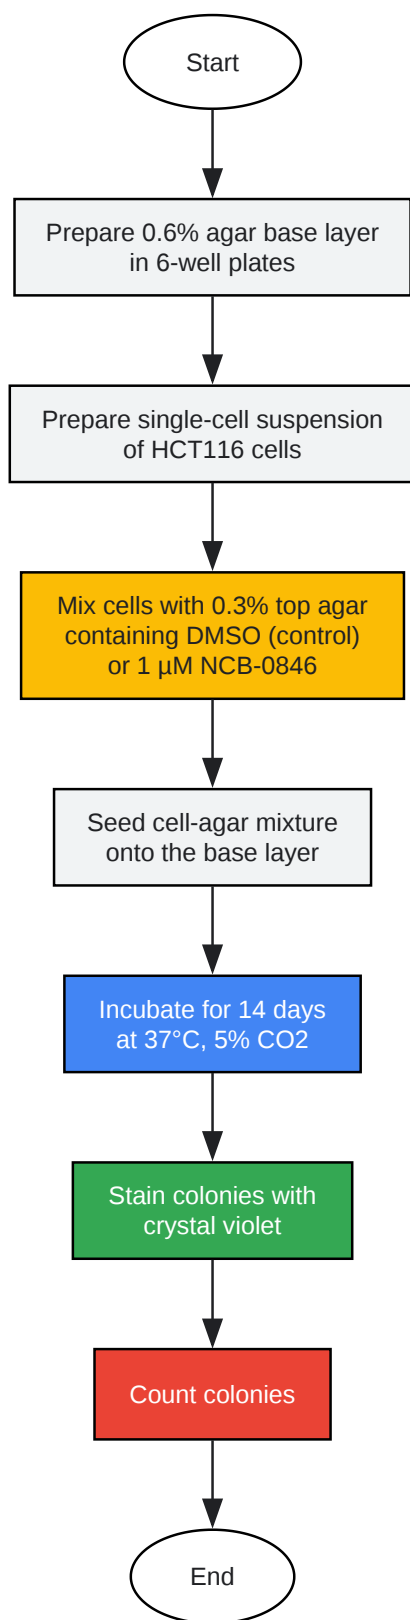 Start
Prepare 0.6% agar base layer
in 6-well plates
Prepare single-cell suspension
of HCT116 cells
Mix cells with 0.3% top agar
containing DMSO (control)
or 1 µM NCB-0846
Seed cell-agar mixture
onto the base layer
Incubate for 14 days
at 37°C, 5% CO2
Stain colonies with
crystal violet
Count colonies
End